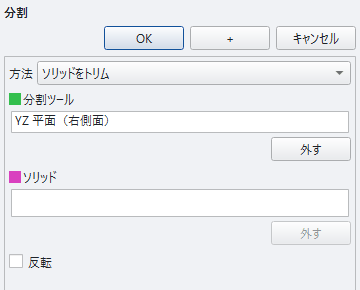 分割
OK
+
キャンセル
方法
ソリッドをトリム
分割ツール
YZ 平面（右側面）
外す
ソリッド
外す
反転